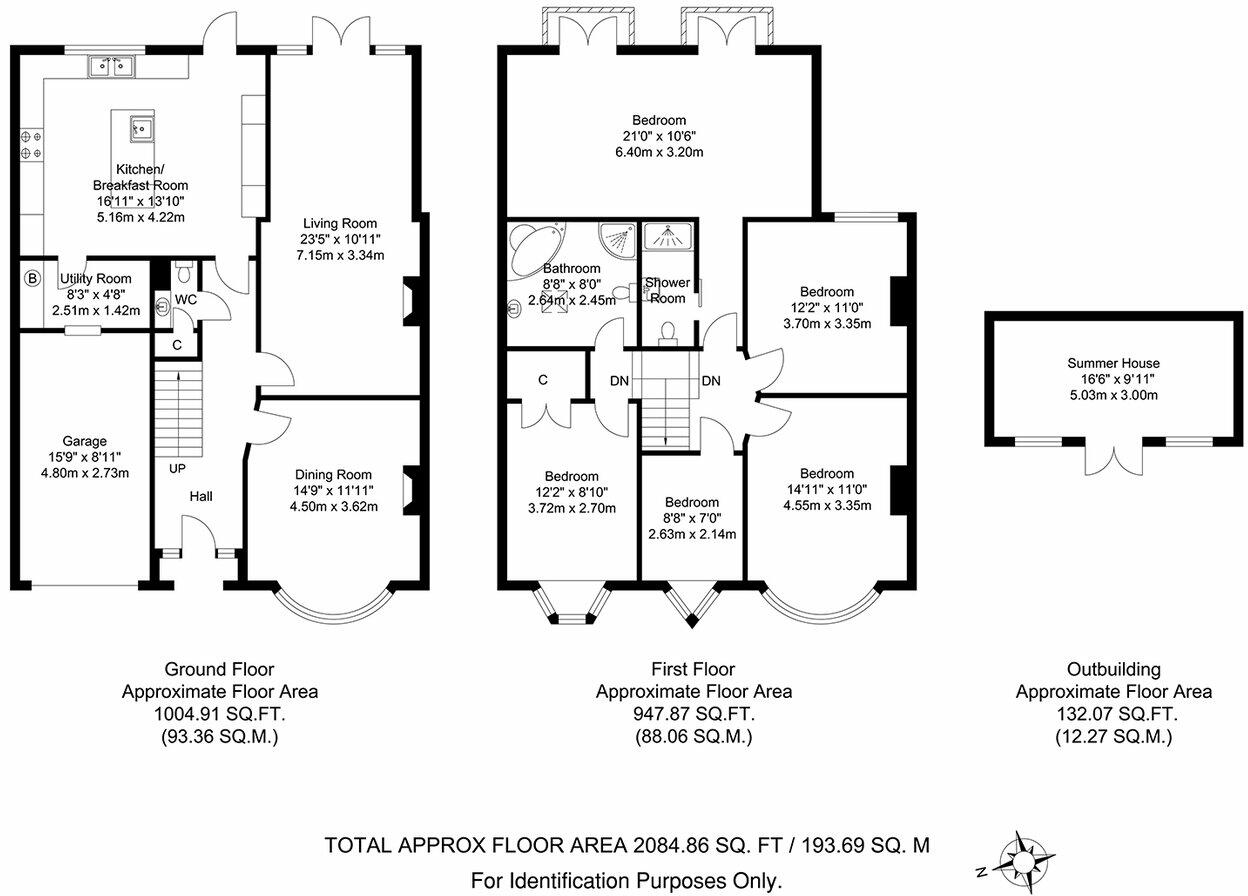 Kitchen/
Breakfast Room
16'11" x 13'10"
5.16m x 4.22m
Living Room
23'5" x 10'11"
7.15m x 3.34m
B
Utility Room
8'3" x 4'8"
2.51m x 1.42m
WC
C
Garage
15'9" x 8'11"
4.80m x 2.73m
UP
Hall
Dining Room
14'9" x 11'11"
4.50m x 3.62m
Ground Floor
Approximate Floor Area
1004.91 SQ.FT.
(93.36 SQ.M.)
Bedroom
21'0" x 10'6"
6.40m x 3.20m
Bathroom
8'8" x 8'0"
2.64m x 2.45m
Shower
Room
Bedroom
12'2" x 11'0"
3.70m x 3.35m
C
DN
DN
Bedroom
12'2" x 8'10"
3.72m x 2.70m
Bedroom
8'8" x 7'0"
2.63m x 2.14m
Bedroom
14'11" x 11'0"
4.55m x 3.35m
First Floor
Approximate Floor Area
947.87 SQ.FT.
(88.06 SQ.M.)
Summer House
16'6" x 9'11"
5.03m x 3.00m
Outbuilding
Approximate Floor Area
132.07 SQ.FT.
(12.27 SQ.M.)
TOTAL APPROX FLOOR AREA 2084.86 SQ. FT / 193.69 SQ. M
For Identification Purposes Only.
N